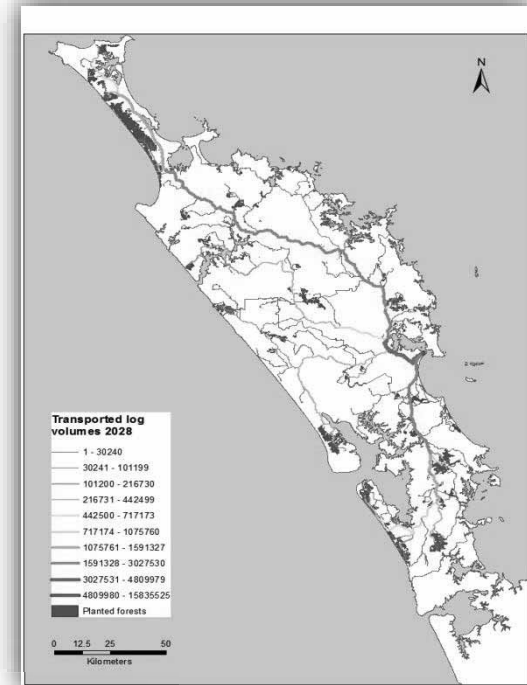 N
Transported log
volumes 2028
1 - 30240
30241 - 101199
101200 - 216730
216731 - 442499
442500 - 717173
717174 - 1075760
1075761 - 1591327
1591328 - 3027530
3027531 - 4809979
4809980 - 15835525
Planted forests
0 12.5 25 50
Kilometers